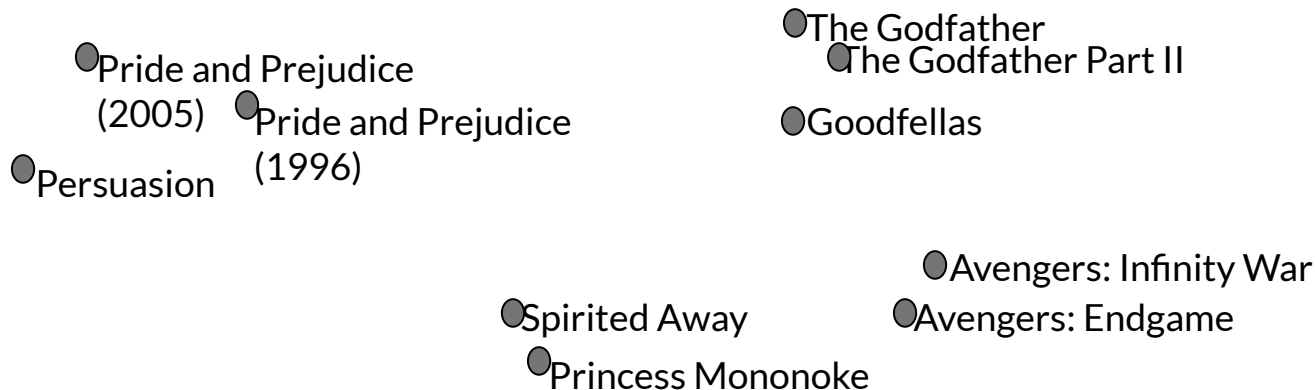 The Godfather
Pride and Prejudice
(2005)
The Godfather Part II
Pride and Prejudice
(1996)
Goodfellas
Persuasion
Avengers: Infinity War
Spirited Away
Avengers: Endgame
Princess Mononoke